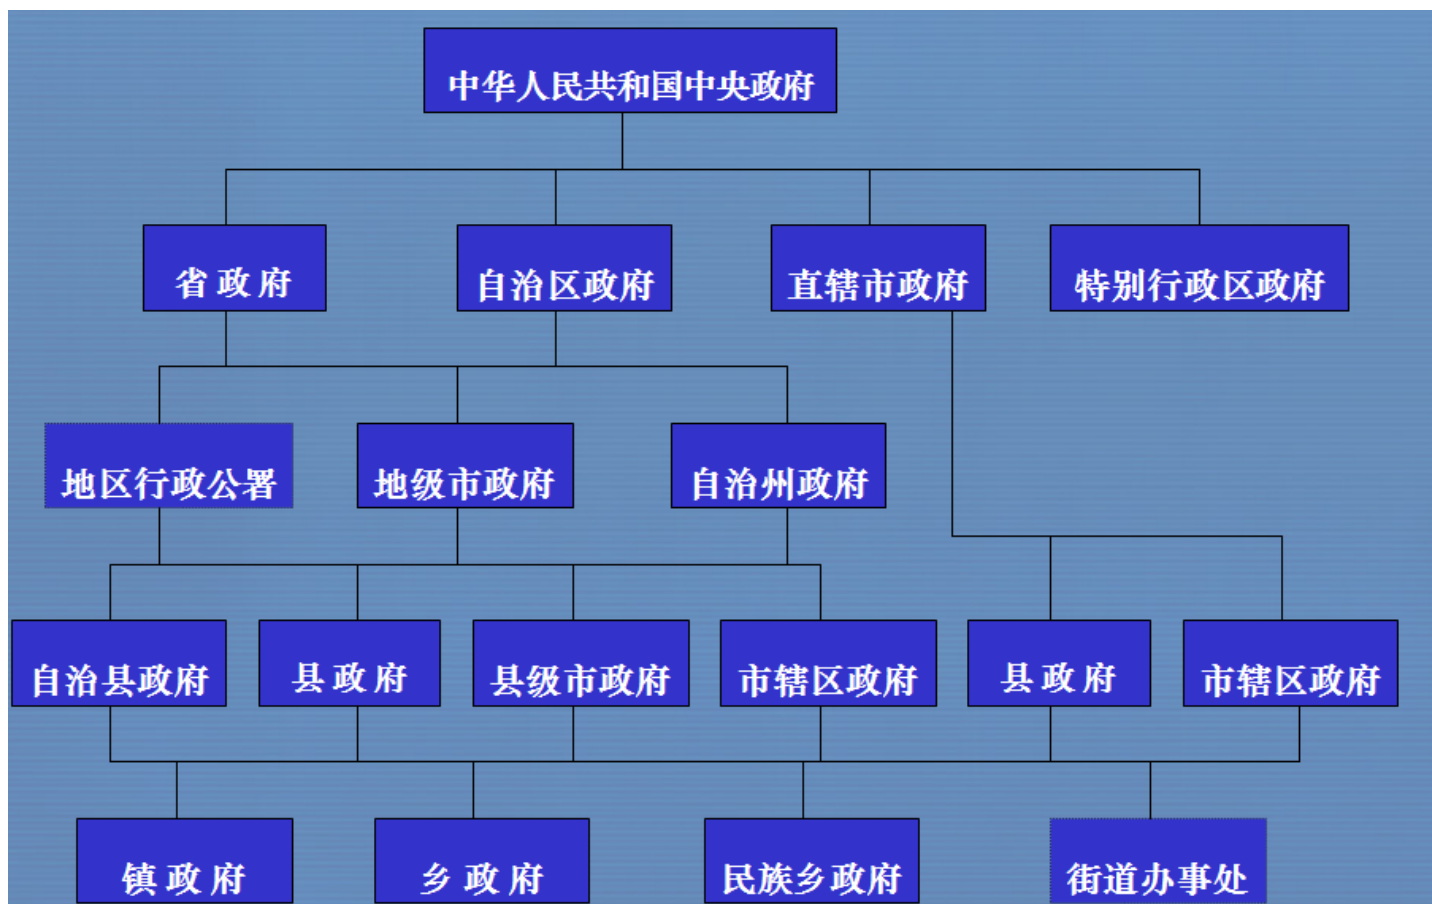 中华人民共和国中央政府
省政府
自治区政府
直辖市政府
特别行政区政府
地区行政公署
地级市政府
自治州政府
自治县政府
县政府
县级市政府
市辖区政府
县政府
市辖区政府
镇政府
乡政府
民族乡政府
街道办事处